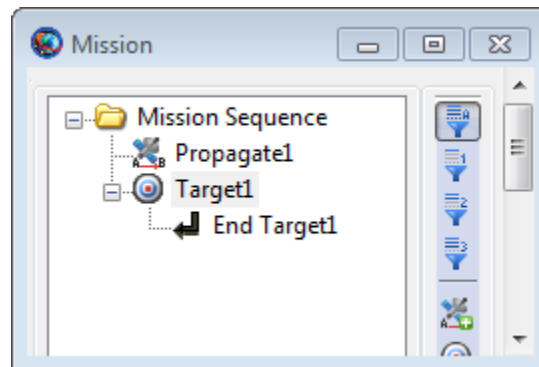 Mission
Mission Sequence
Propagate1
Target1
End Target1